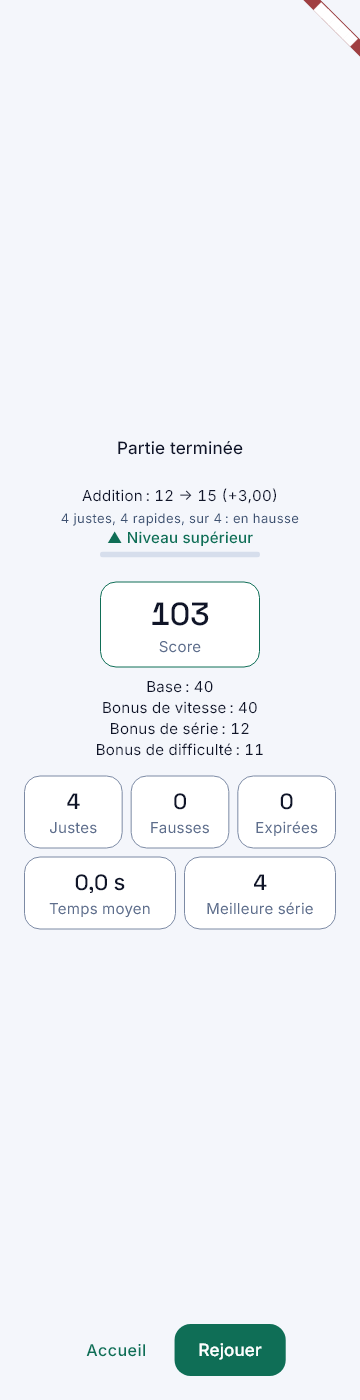 Partie terminée
Addition : 12 → 15 (+3,00)
4 justes, 4 rapides, sur 4 : en hausse
▲ Niveau supérieur
103
Score
Base : 40
Bonus de vitesse : 40
Bonus de série : 12
Bonus de difficulté : 11
4
Justes
0
Fausses
0
Expirées
0,0 s
Temps moyen
4
Meilleure série
Accueil
Rejouer